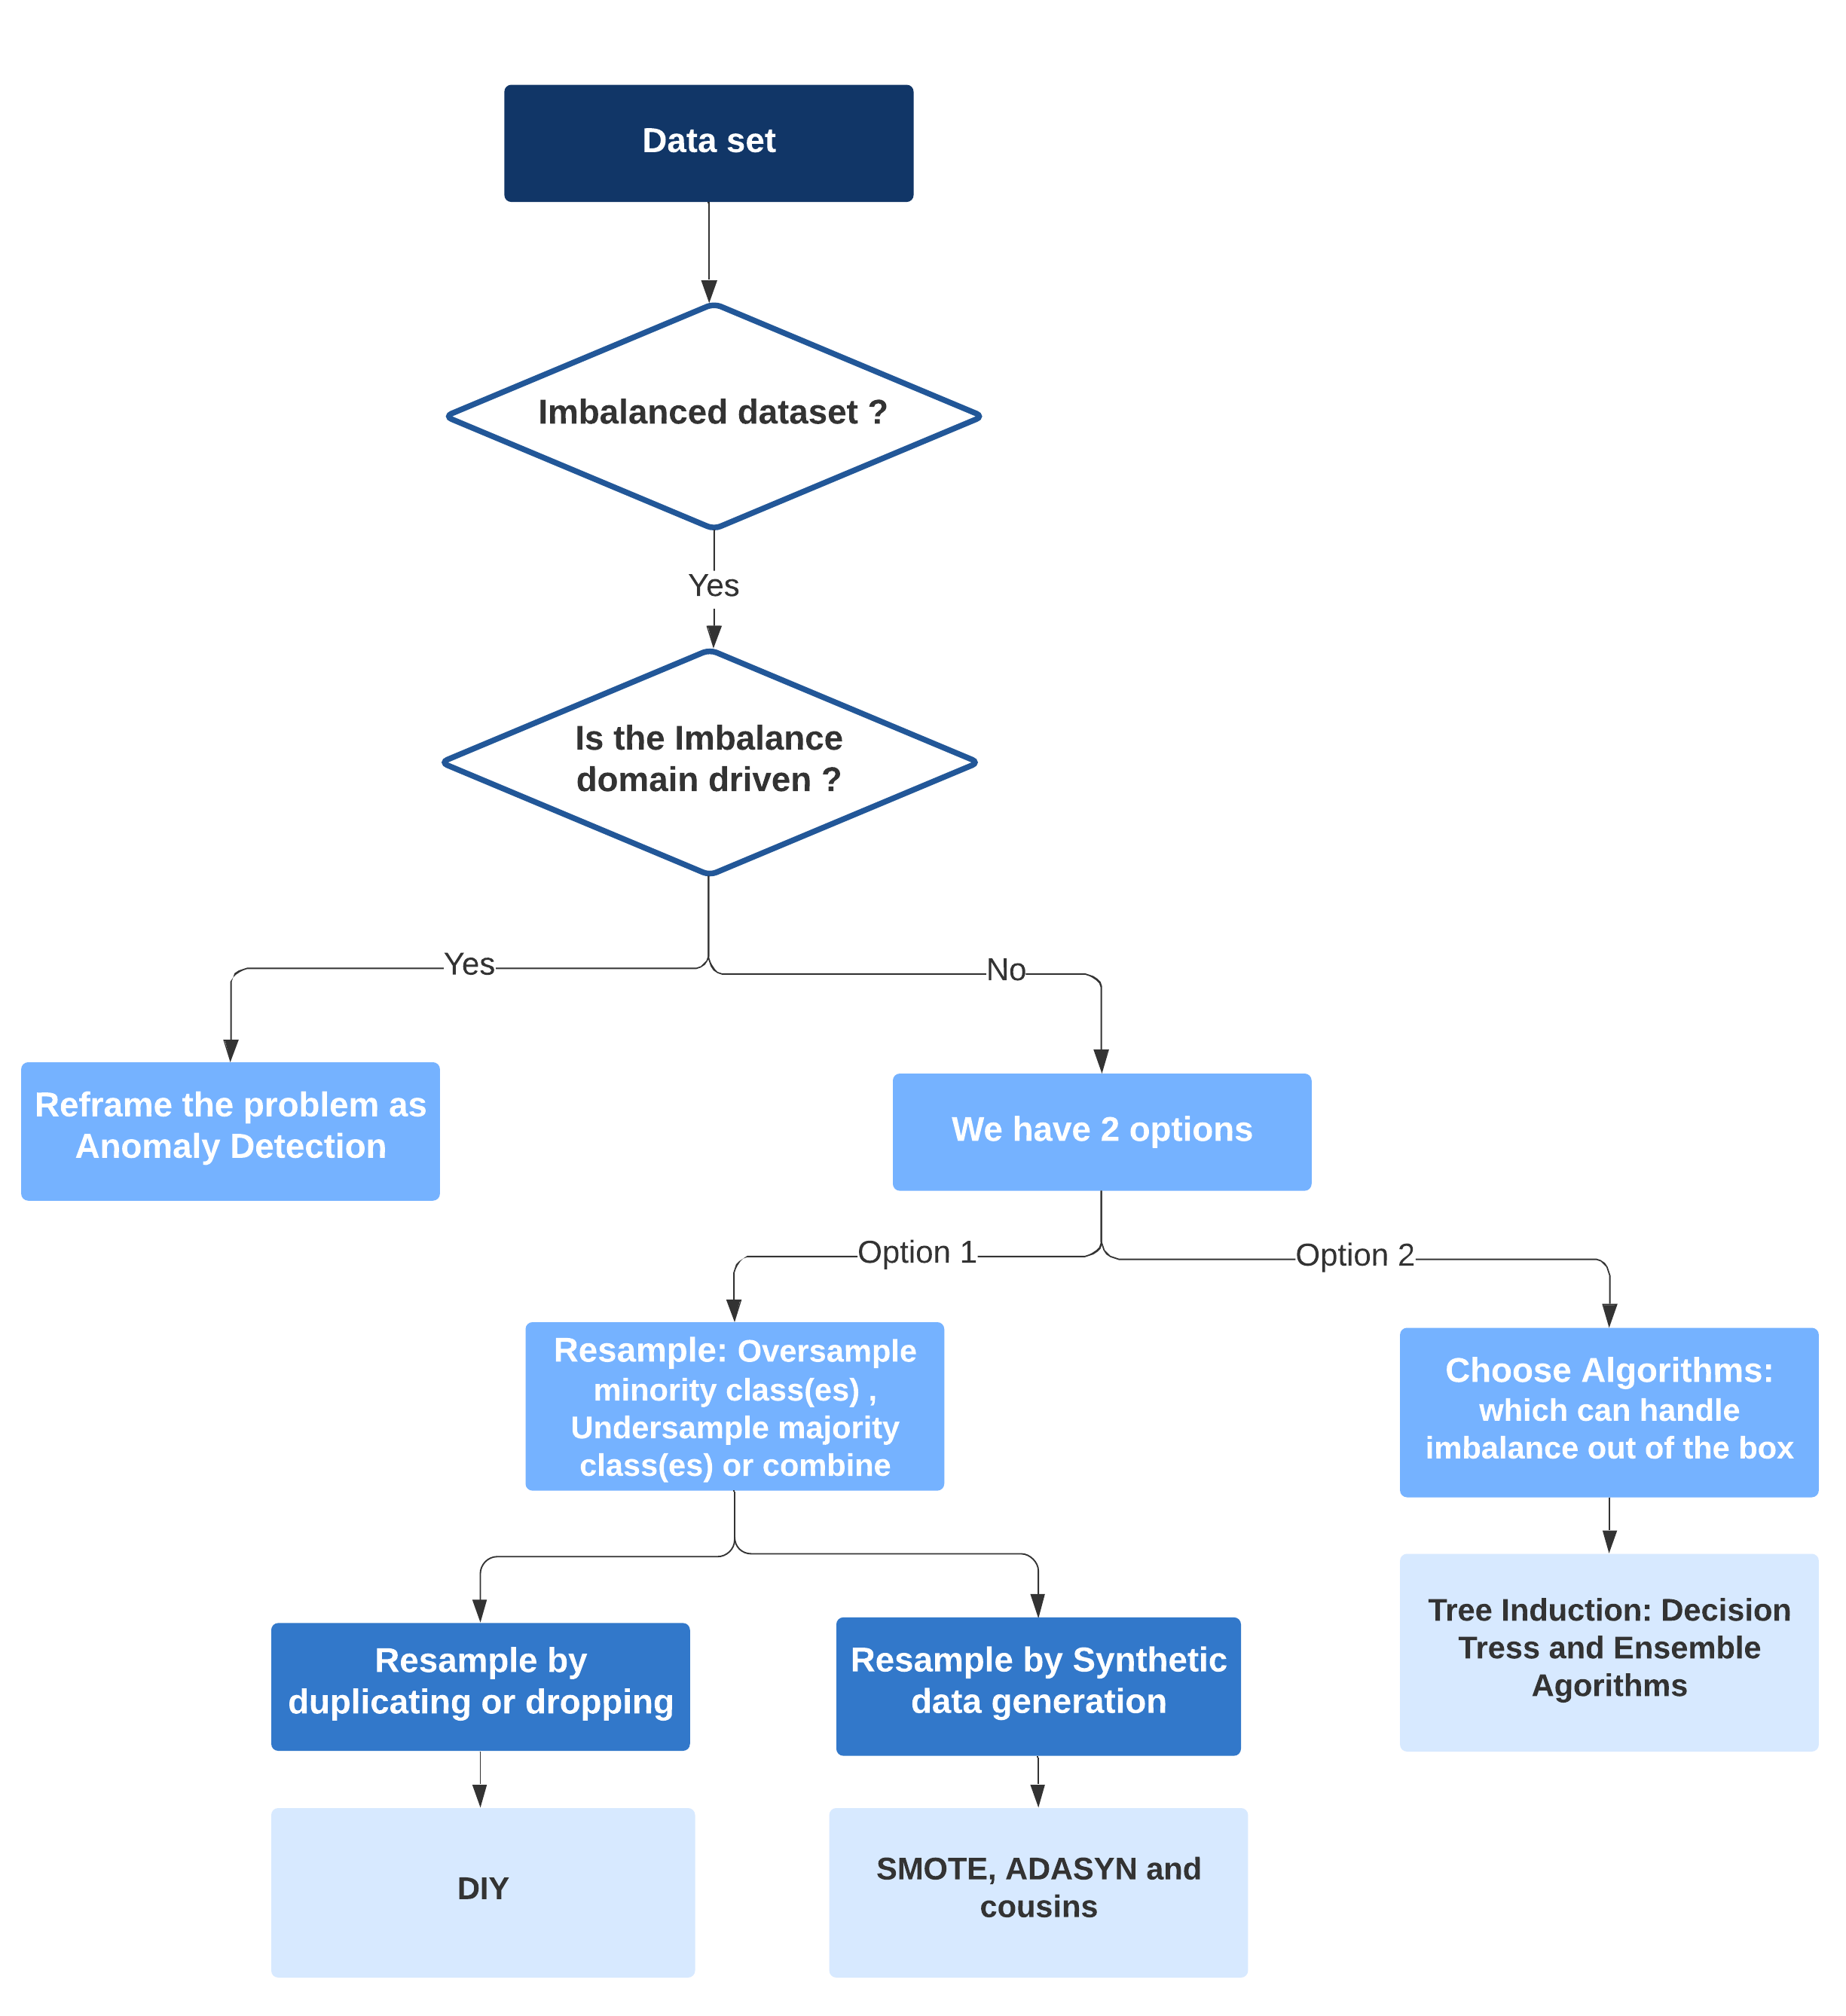 Data set
Imbalanced dataset ?
Yes
Is the Imbalance
domain driven ?
Yes
No
Reframe the problem as
Anomaly Detection
We have 2 options
Option 1
Option 2
Resample: Oversample
minority class(es) ,
Undersample majority
class(es) or combine
Choose Algorithms:
which can handle
imbalance out of the box
Resample by
duplicating or dropping
Resample by Synthetic
data generation
Tree Induction: Decision
Tress and Ensemble
Agorithms
DIY
SMOTE, ADASYN and
cousins